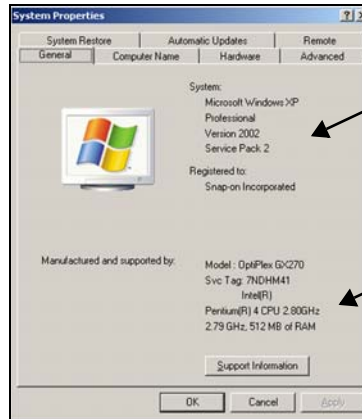 System Properties
System Restore Automatic Updates Remote
General Computer Name Hardware Advanced
System:
Microsoft Windows XP
Professional
Version 2002
Service Pack 2
Registered to:
Snap-on Incorporated
Manufactured and supported by:
Model : OptiPlex GX270
Svc Tag: 7NDHM41
Intel(R)
Pentium(R) 4 CPU 2.80GHz
2.79 GHz, 512 MB of RAM
Support Information
OK Cancel Apply